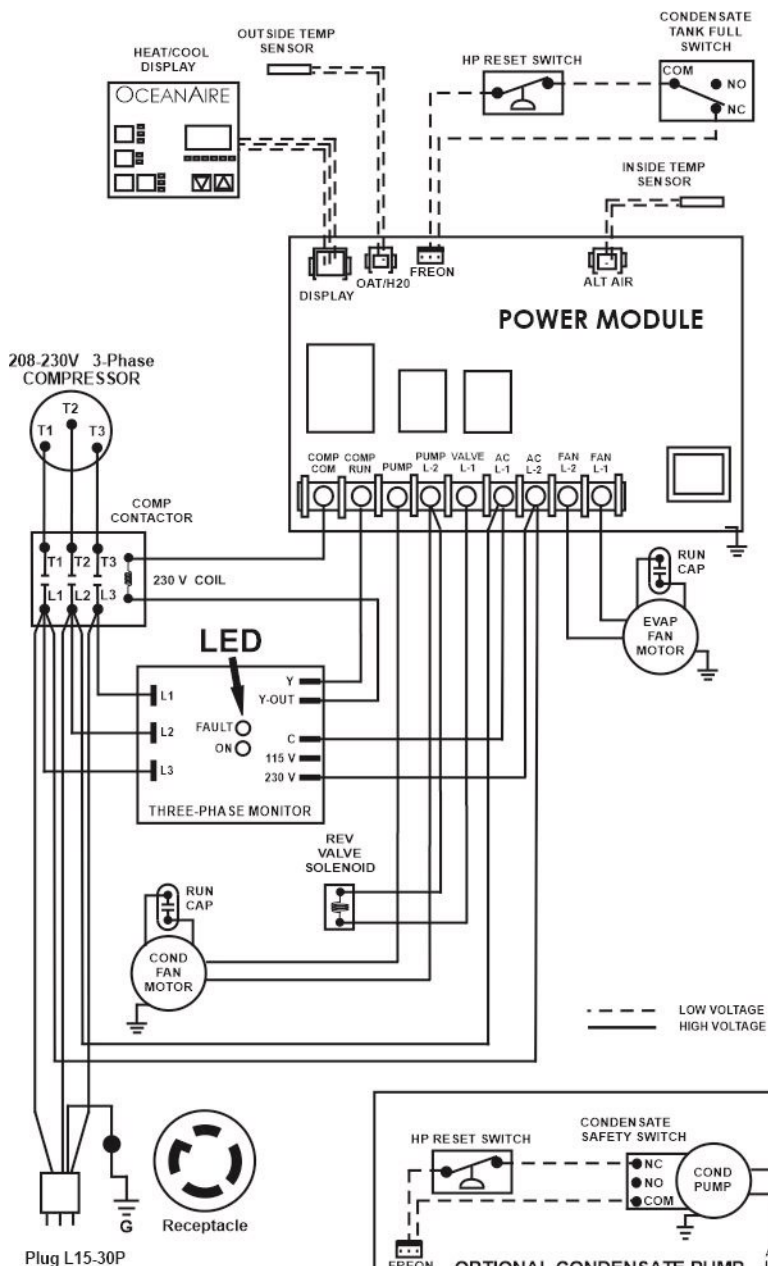 CONDENSATE
TANK FULL
SWITCH
OUTSIDE TEMP
SENSOR
HEAT/COOL
DISPLAY
HP RESET SWITCH
COM
NO
NC
OCEANAIRE
INSIDE TEMP
SENSOR
DISPLAY
OAT/H20
FREON
ALT AIR
POWER MODULE
208-230V 3-Phase
COMPRESSOR
T1
T2
T3
COMP
COM
COMP
RUN
PUMP
PUMP
L-2
VALVE
L-1
AC
L-1
AC
L-2
FAN
L-2
FAN
L-1
COMP
CONTACTOR
T1
T2
T3
230 V COIL
L1
L2
L3
RUN
CAP
EVAP
FAN
MOTOR
LED
L1
L2
L3
FAULT
ON
Y
Y-OUT
C
115 V
230 V
THREE-PHASE MONITOR
REV
VALVE
SOLENOID
RUN
CAP
COND
FAN
MOTOR
LOW VOLTAGE
HIGH VOLTAGE
G
Receptacle
Plug L15-30P
HP RESET SWITCH
CONDENSATE
SAFETY SWITCH
NC
NO
COM
COND
PUMP
FREON
OPTIONAL CONDENSATE PUMP